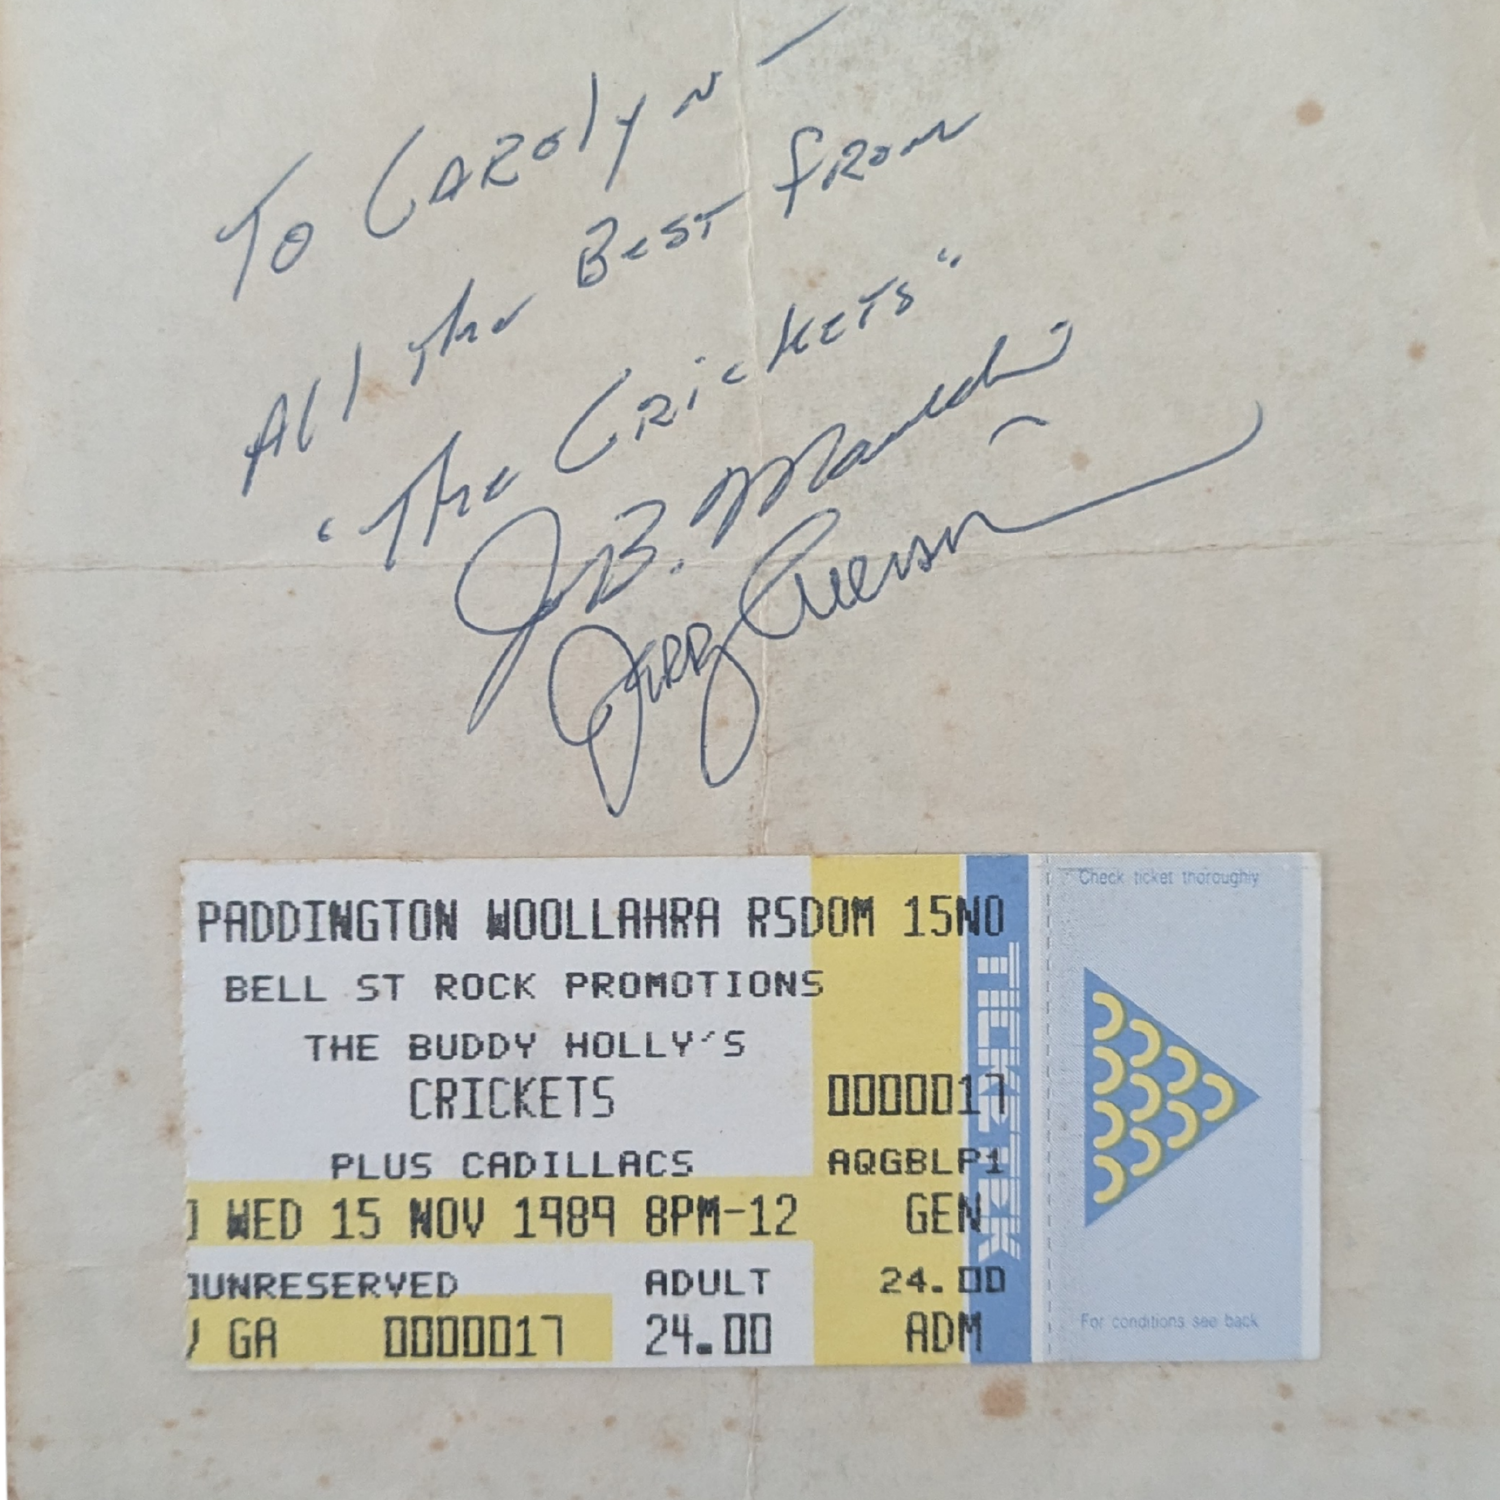 To Carolyn -
All the Best from
"The Crickets"
J.B. Mauldin
Jerry Allison
PADDINGTON WOOLLAHRA RSDOM 15NO
BELL ST ROCK PROMOTIONS
THE BUDDY HOLLY'S
CRICKETS 0000017
PLUS CADILLACS AQGBLP1
WED 15 NOV 1989 8PM-12 GEN
UNRESERVED ADULT 24.00
GA 0000017 24.00 ADM
TICKETEK
Check ticket thoroughly
For conditions see back